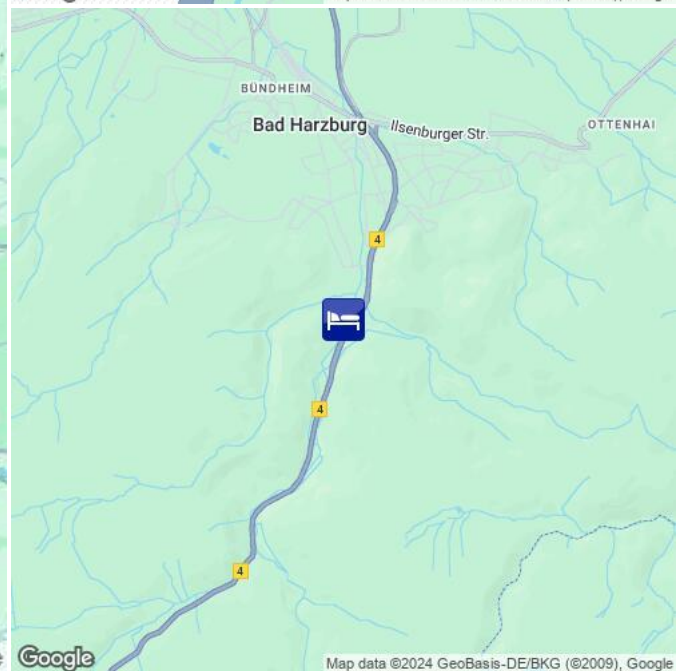 BÜNDHEIM
Bad Harzburg
Ilsenburger Str.
OTTENHAI
4
4
4
Google
Map data ©2024 GeoBasis-DE/BKG (©2009), Google